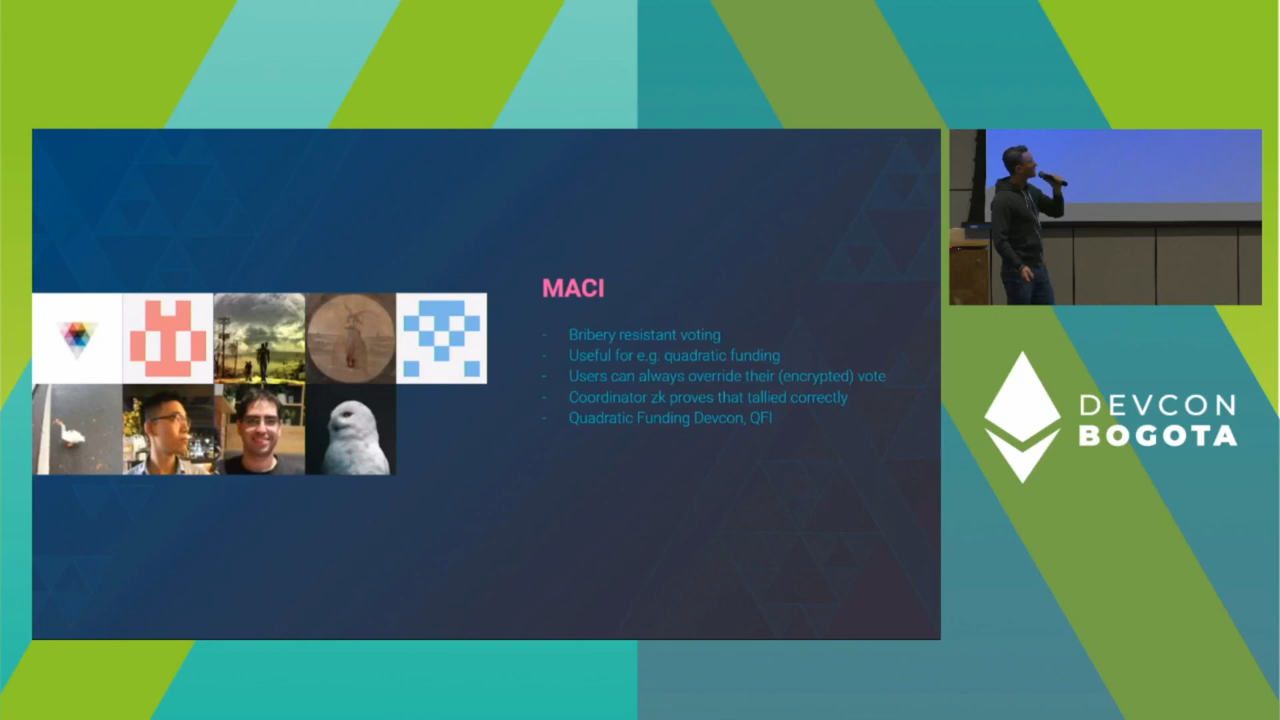 MACI
- Bribery resistant voting
- Useful for e.g. quadratic funding
- Users can always override their (encrypted) vote
- Coordinator zk proves that tallied correctly
- Quadratic Funding Devcon, QFI
DEVCON
BOGOTA